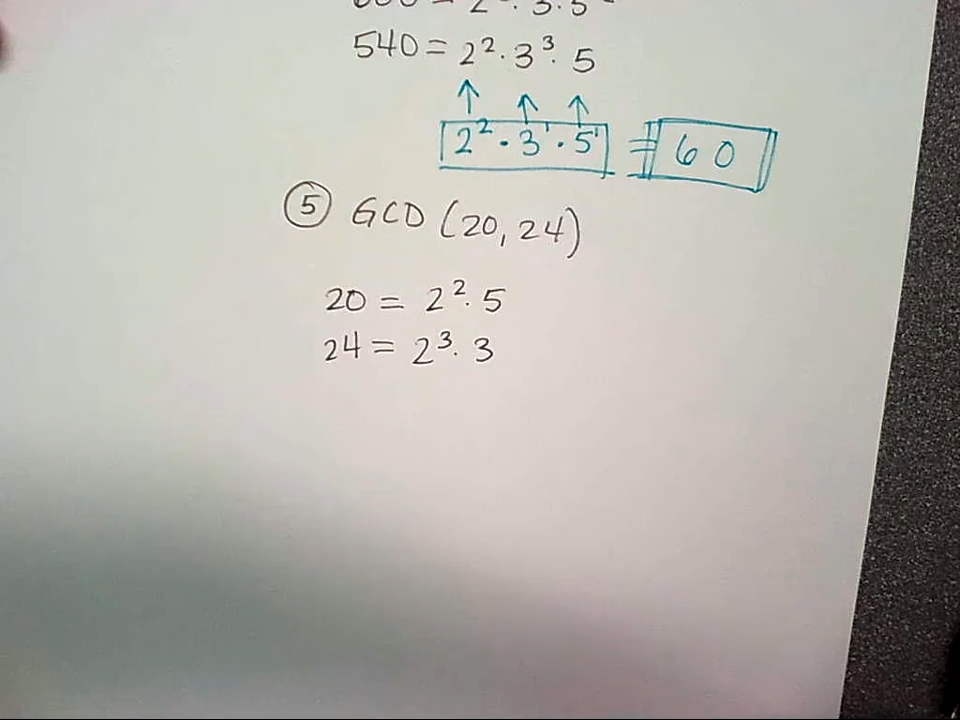 540 = 2². 3³. 5
2² · 3¹ · 5¹ = 60
⑤ GCD (20, 24)
20 = 2². 5
24 = 2³. 3